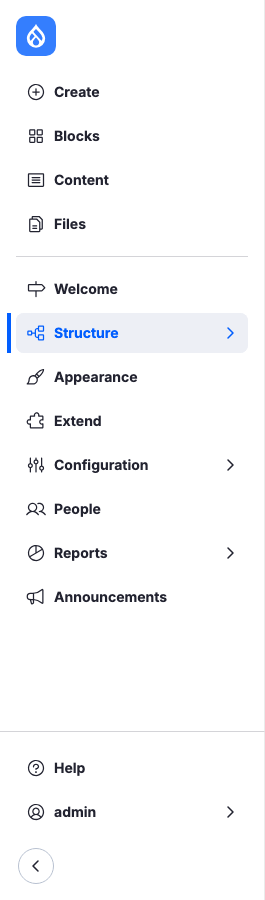 Create
Blocks
Content
Files
Welcome
Structure
Appearance
Extend
Configuration
People
Reports
Announcements
Help
admin